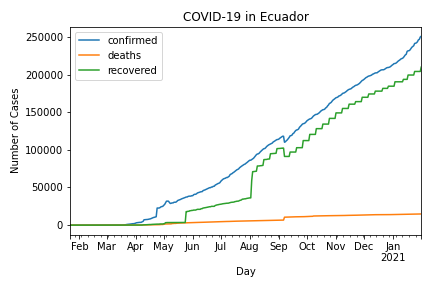 COVID-19 in Ecuador
confirmed
deaths
recovered
Number of Cases
250000
200000
150000
100000
50000
0
Feb Mar Apr May Jun Jul Aug Sep Oct Nov Dec Jan
2021
Day